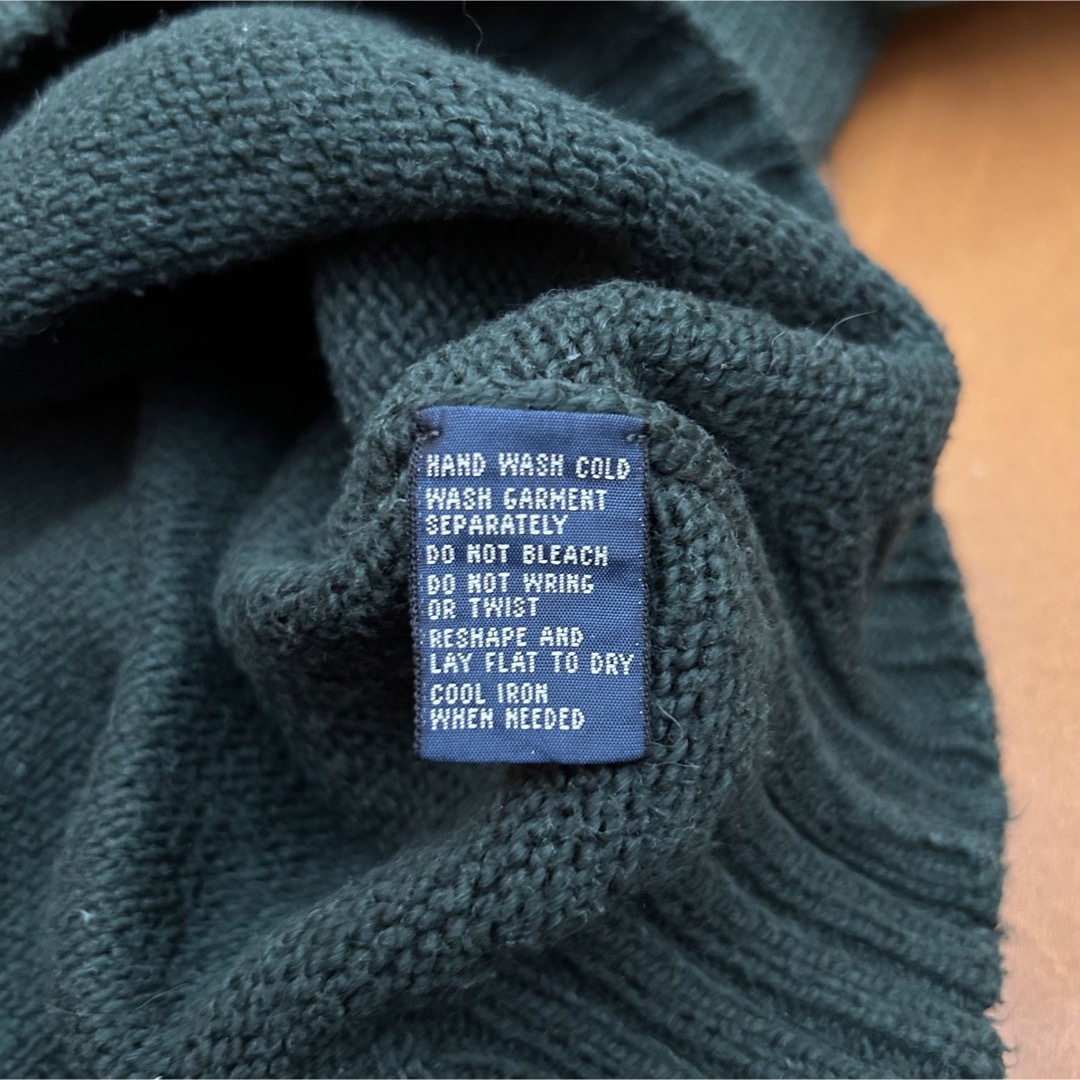 HAND WASH COLD
WASH GARMENT
SEPARATELY
DO NOT BLEACH
DO NOT WRING
OR TWIST
RESHAPE AND
LAY FLAT TO DRY
COOL IRON
WHEN NEEDED